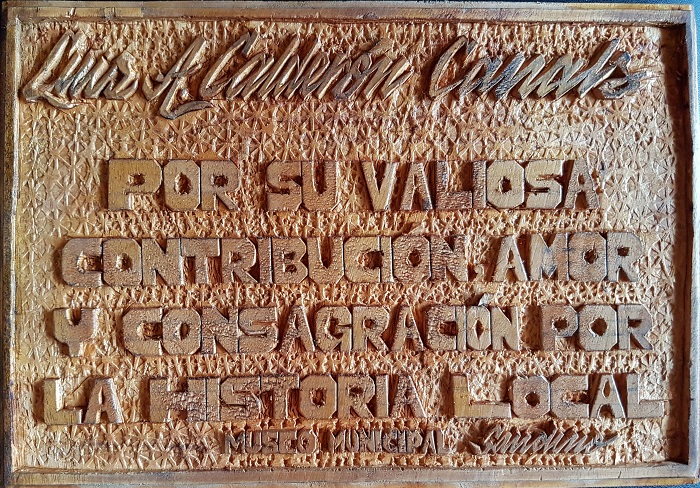 Luis A. Calderón Canals
POR SU VALIOSA
CONTRIBUCIÓN, AMOR
Y CONSAGRACIÓN POR
LA HISTORIA LOCAL
MUSEO MUNICIPAL